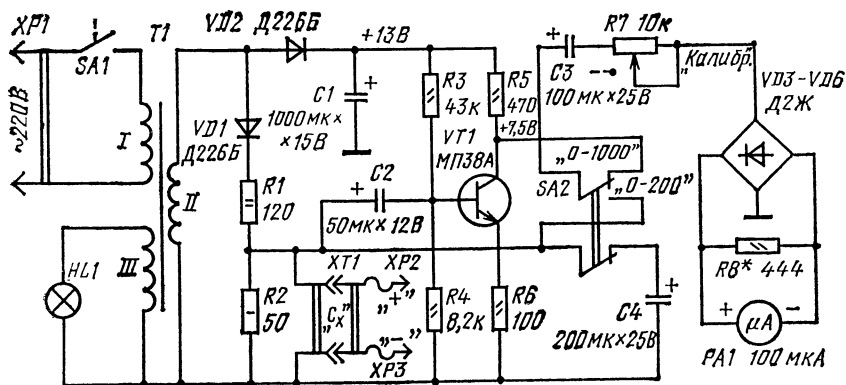 XP1
SA1
T1
~220В
I
II
III
HL1
VD2 Д226Б
VD1
Д226Б
R1
120
R2
50
+13В
C1
1000мк×
×15В
R3
43к
R5
470
+7,5В
VT1
МП38А
C2
50мк×12В
XT1
XP2
„Cx”
„+”
„-”
XP3
R4
8,2к
R6
100
C3
100мк×25В
R7 10к
„Калибр.”
„0-1000”
SA2
„0-200”
C4
200мк×25В
VD3-VD6
Д2Ж
R8* 444
+ μA -
PA1 100мкА